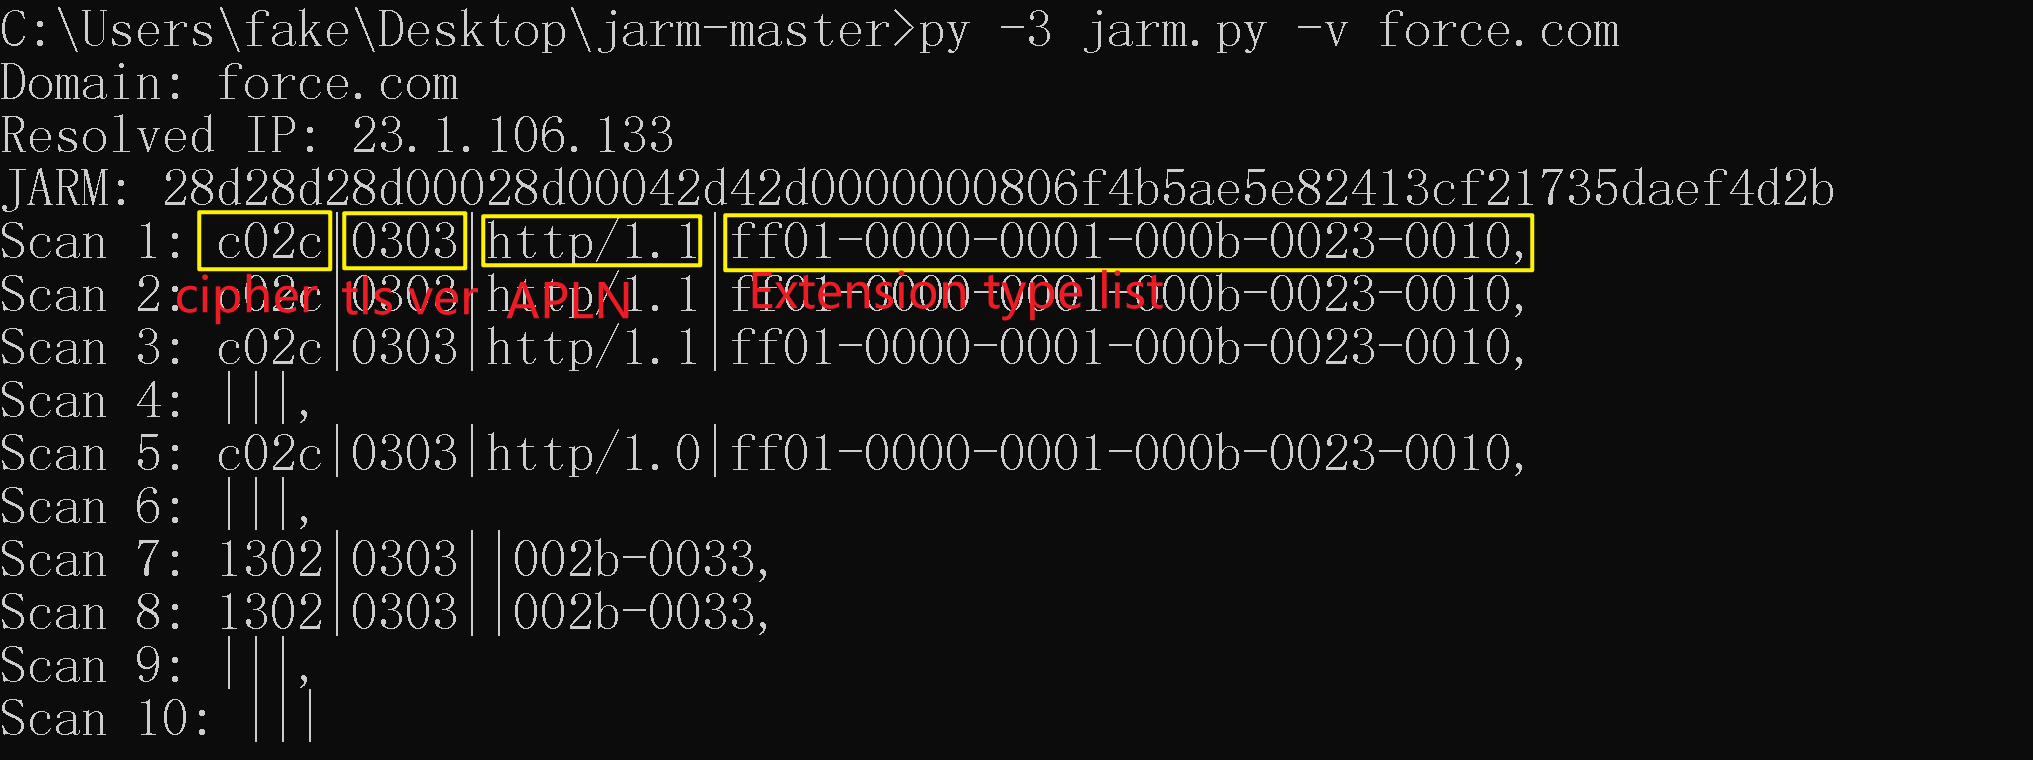 C:\Users\fake\Desktop\jarm-master>py -3 jarm.py -v force.com
Domain: force.com
Resolved IP: 23.1.106.133
JARM: 28d28d28d00028d00042d42d0000000806f4b5ae5e82413cf21735daef4d2b
Scan 1: c02c|0303|http/1.1|ff01-0000-0001-000b-0023-0010,
cipher tls ver APLN Extension type list
Scan 2: c02c|0303|http/1.1|ff01-0000-0001-000b-0023-0010,
Scan 3: c02c|0303|http/1.1|ff01-0000-0001-000b-0023-0010,
Scan 4: |||,
Scan 5: c02c|0303|http/1.0|ff01-0000-0001-000b-0023-0010,
Scan 6: |||,
Scan 7: 1302|0303||002b-0033,
Scan 8: 1302|0303||002b-0033,
Scan 9: |||,
Scan 10: |||